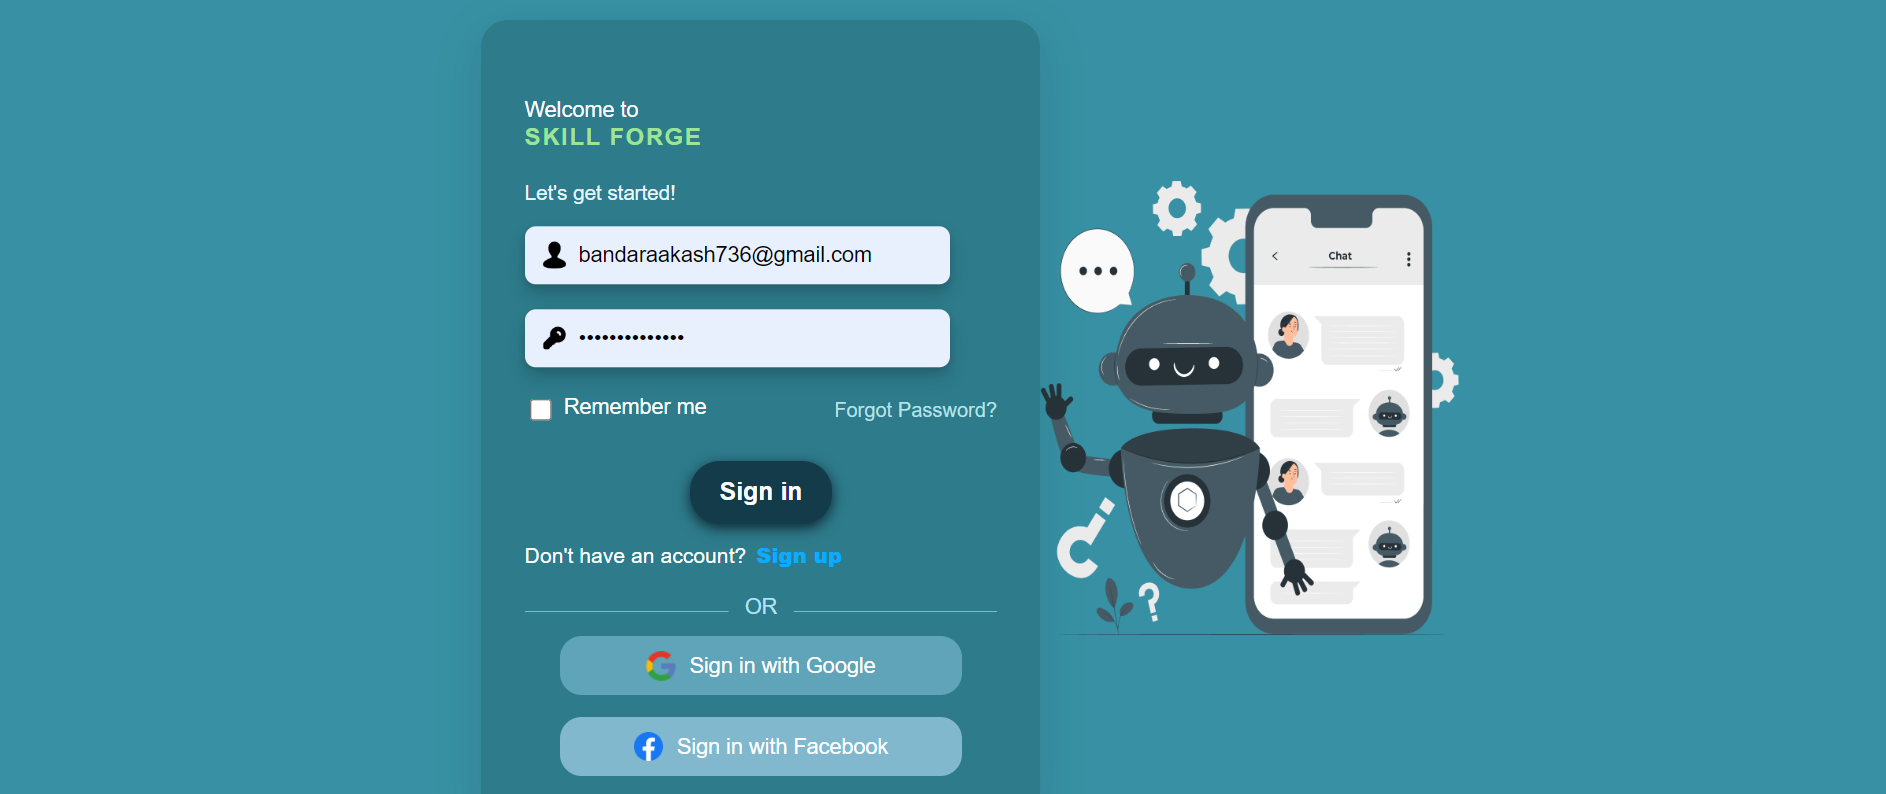 Welcome to
SKILL FORGE
Let's get started!
bandaraakash736@gmail.com
••••••••••••••
Remember me
Forgot Password?
Sign in
Don't have an account? Sign up
OR
Sign in with Google
Sign in with Facebook
Chat